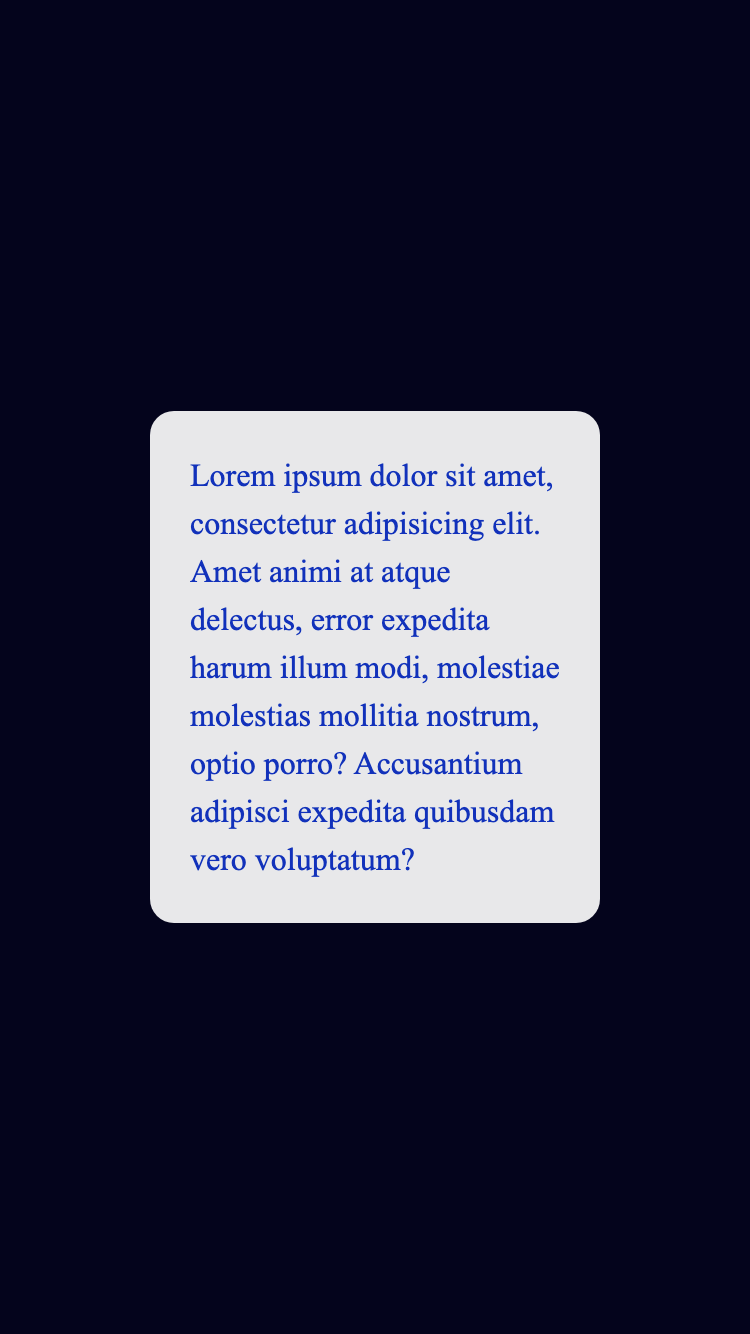 Lorem ipsum dolor sit amet,
consectetur adipisicing elit.
Amet animi at atque
delectus, error expedita
harum illum modi, molestiae
molestias mollitia nostrum,
optio porro? Accusantium
adipisci expedita quibusdam
vero voluptatum?